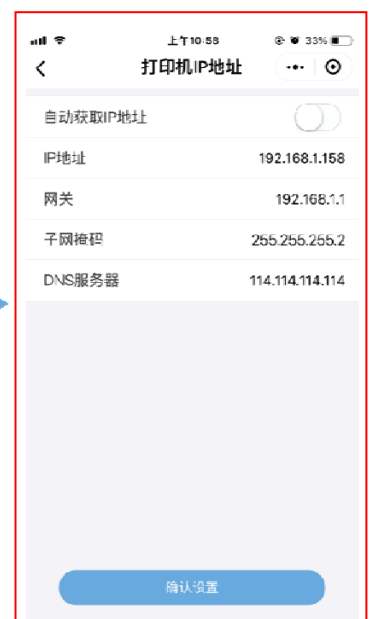 上午10:58
33%
打印机IP地址
自动获取IP地址
IP地址 192.168.1.158
网关 192.168.1.1
子网掩码 255.255.255.2
DNS服务器 114.114.114.114
确认设置